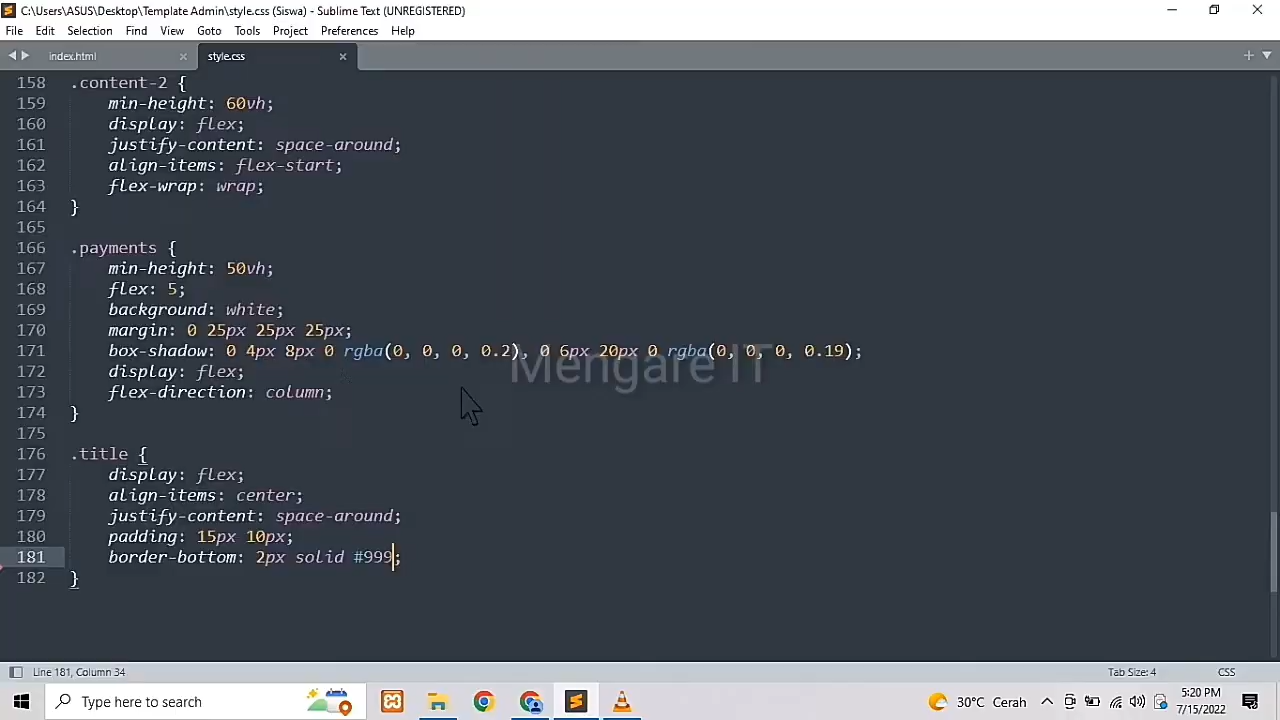 C:\Users\ASUS\Desktop\Template Admin\style.css (Siswa) - Sublime Text (UNREGISTERED)
File Edit Selection Find View Goto Tools Project Preferences Help
index.html style.css
158 .content-2 {
159 min-height: 60vh;
160 display: flex;
161 justify-content: space-around;
162 align-items: flex-start;
163 flex-wrap: wrap;
164 }
165
166 .payments {
167 min-height: 50vh;
168 flex: 5;
169 background: white;
170 margin: 0 25px 25px 25px;
171 box-shadow: 0 4px 8px 0 rgba(0, 0, 0, 0.2), 0 6px 20px 0 rgba(0, 0, 0, 0.19);
Mengare IT
172 display: flex;
173 flex-direction: column;
174 }
175
176 .title {
177 display: flex;
178 align-items: center;
179 justify-content: space-around;
180 padding: 15px 10px;
181 border-bottom: 2px solid #999;
182 }
Line 181, Column 34 Tab Size: 4 CSS
Type here to search 30°C Cerah 5:20 PM
7/15/2022